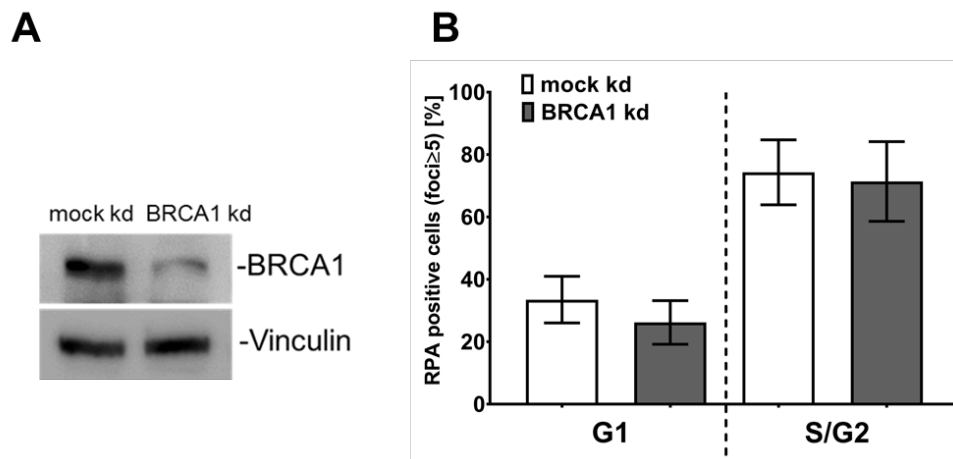 A
mock kd BRCA1 kd
-BRCA1
-Vinculin
B
mock kd
BRCA1 kd
RPA positive cells (foci≥5) [%]
100
80
60
40
20
0
G1 S/G2